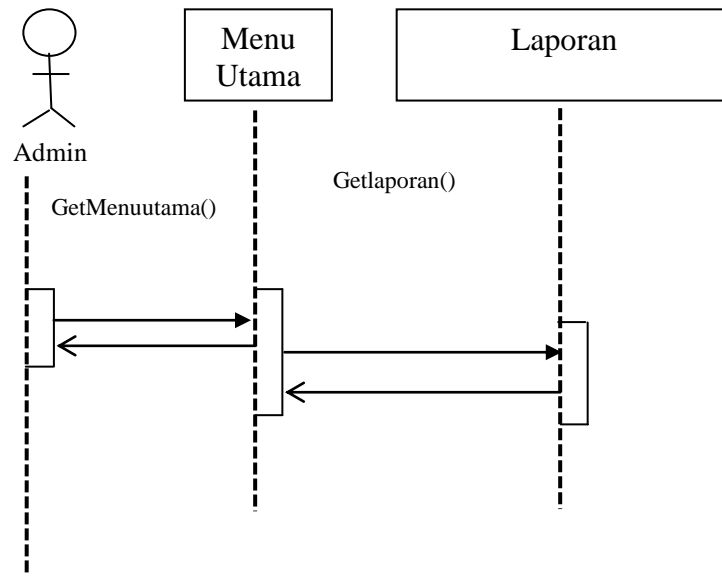 Menu
Utama
Laporan
Admin
Getlaporan()
GetMenuutama()